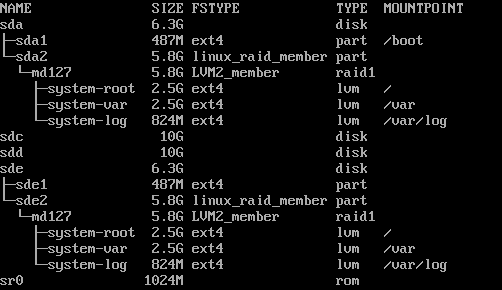 NAME SIZE FSTYPE TYPE MOUNTPOINT
sda 6.3G disk
├─sda1 487M ext4 part /boot
└─sda2 5.8G linux_raid_member part
  └─md127 5.8G LVM2_member raid1
    ├─system-root 2.5G ext4 lvm /
    ├─system-var 2.5G ext4 lvm /var
    └─system-log 824M ext4 lvm /var/log
sdc 10G disk
sdd 10G disk
sde 6.3G disk
├─sde1 487M ext4 part
└─sde2 5.8G linux_raid_member part
  └─md127 5.8G LVM2_member raid1
    ├─system-root 2.5G ext4 lvm /
    ├─system-var 2.5G ext4 lvm /var
    └─system-log 824M ext4 lvm /var/log
sr0 1024M rom